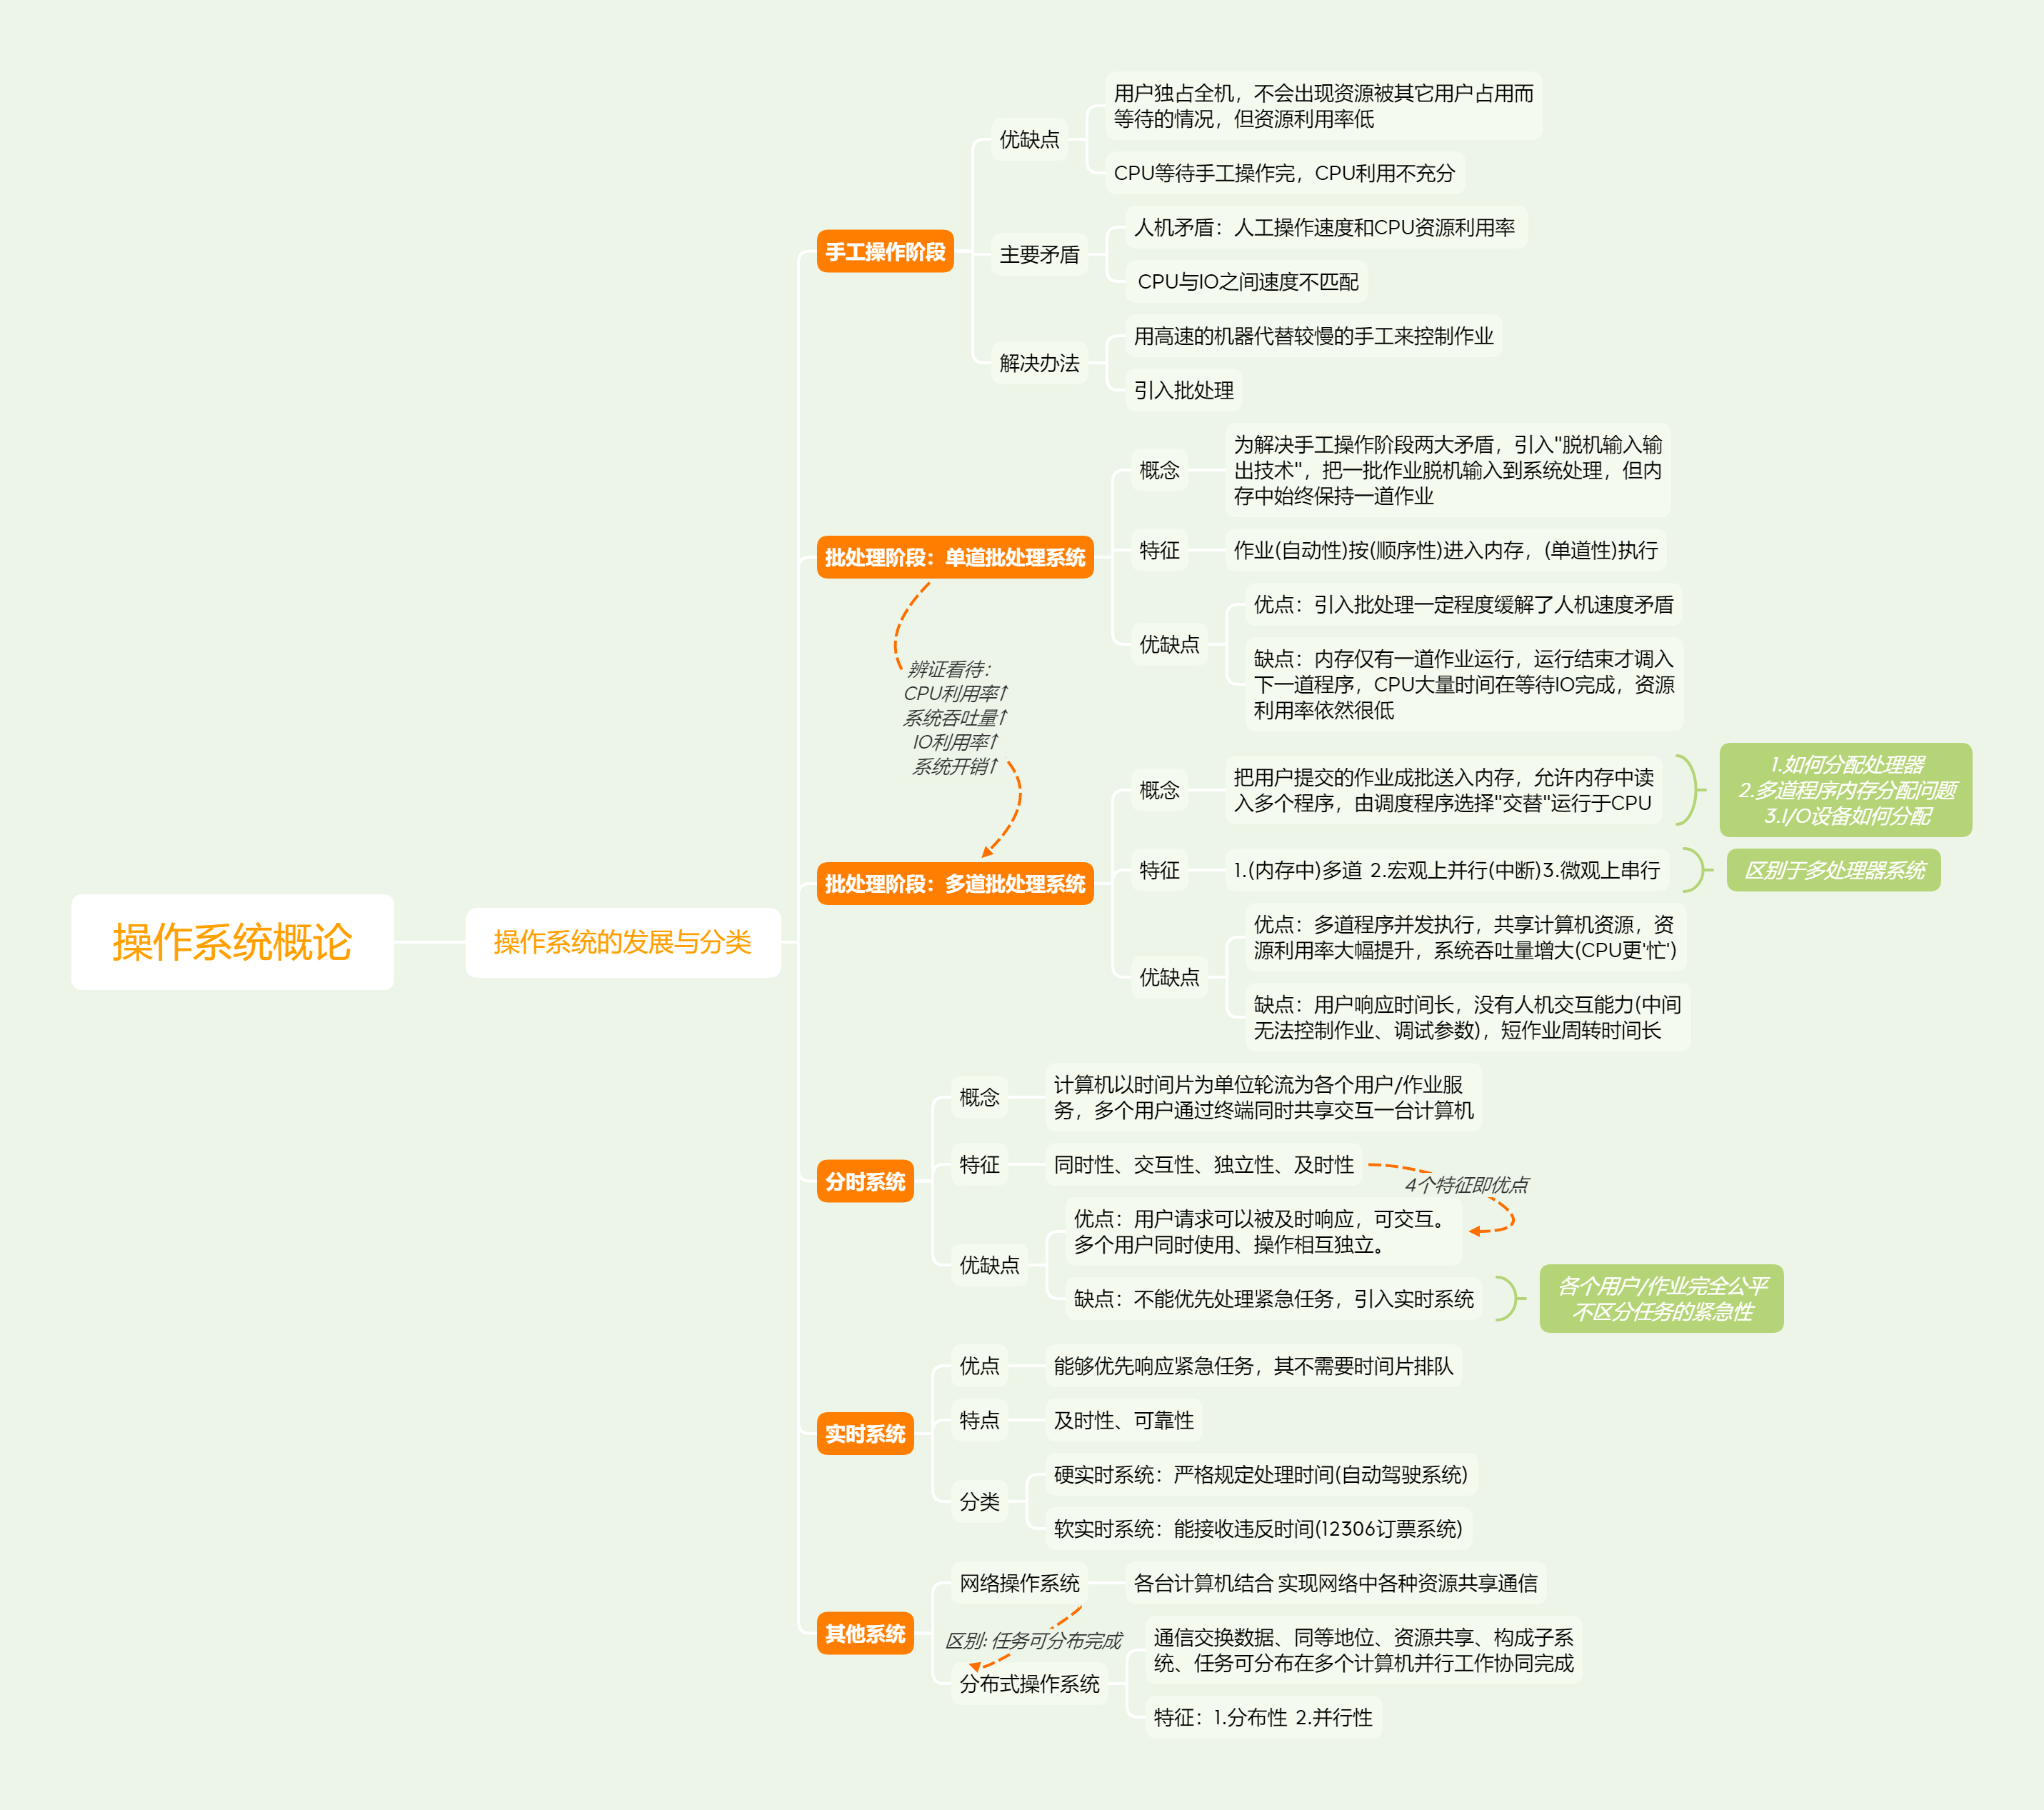 操作系统概论
操作系统的发展与分类
手工操作阶段
优缺点
用户独占全机，不会出现资源被其它用户占用而
等待的情况，但资源利用率低
CPU等待手工操作完，CPU利用不充分
主要矛盾
人机矛盾：人工操作速度和CPU资源利用率
CPU与IO之间速度不匹配
解决办法
用高速的机器代替较慢的手工来控制作业
引入批处理
批处理阶段：单道批处理系统
概念
为解决手工操作阶段两大矛盾，引入"脱机输入输
出技术"，把一批作业脱机输入到系统处理，但内
存中始终保持一道作业
特征
作业(自动性)按(顺序性)进入内存，(单道性)执行
优缺点
优点：引入批处理一定程度缓解了人机速度矛盾
缺点：内存仅有一道作业运行，运行结束才调入
下一道程序，CPU大量时间在等待IO完成，资源
利用率依然很低
辨证看待：
CPU利用率↑
系统吞吐量↑
IO利用率↑
系统开销↑
批处理阶段：多道批处理系统
概念
把用户提交的作业成批送入内存，允许内存中读
入多个程序，由调度程序选择"交替"运行于CPU
1.如何分配处理器
2.多道程序内存分配问题
3.I/O设备如何分配
特征
1.(内存中)多道 2.宏观上并行(中断)3.微观上串行
区别于多处理器系统
优缺点
优点：多道程序并发执行，共享计算机资源，资
源利用率大幅提升，系统吞吐量增大(CPU更'忙')
缺点：用户响应时间长，没有人机交互能力(中间
无法控制作业、调试参数)，短作业周转时间长
分时系统
概念
计算机以时间片为单位轮流为各个用户/作业服
务，多个用户通过终端同时共享交互一台计算机
特征
同时性、交互性、独立性、及时性
4个特征即优点
优缺点
优点：用户请求可以被及时响应，可交互。
多个用户同时使用、操作相互独立。
缺点：不能优先处理紧急任务，引入实时系统
各个用户/作业完全公平
不区分任务的紧急性
实时系统
优点
能够优先响应紧急任务，其不需要时间片排队
特点
及时性、可靠性
分类
硬实时系统：严格规定处理时间(自动驾驶系统)
软实时系统：能接收违反时间(12306订票系统)
其他系统
网络操作系统
各台计算机结合 实现网络中各种资源共享通信
区别: 任务可分布完成
分布式操作系统
通信交换数据、同等地位、资源共享、构成子系
统、任务可分布在多个计算机并行工作协同完成
特征：1.分布性 2.并行性